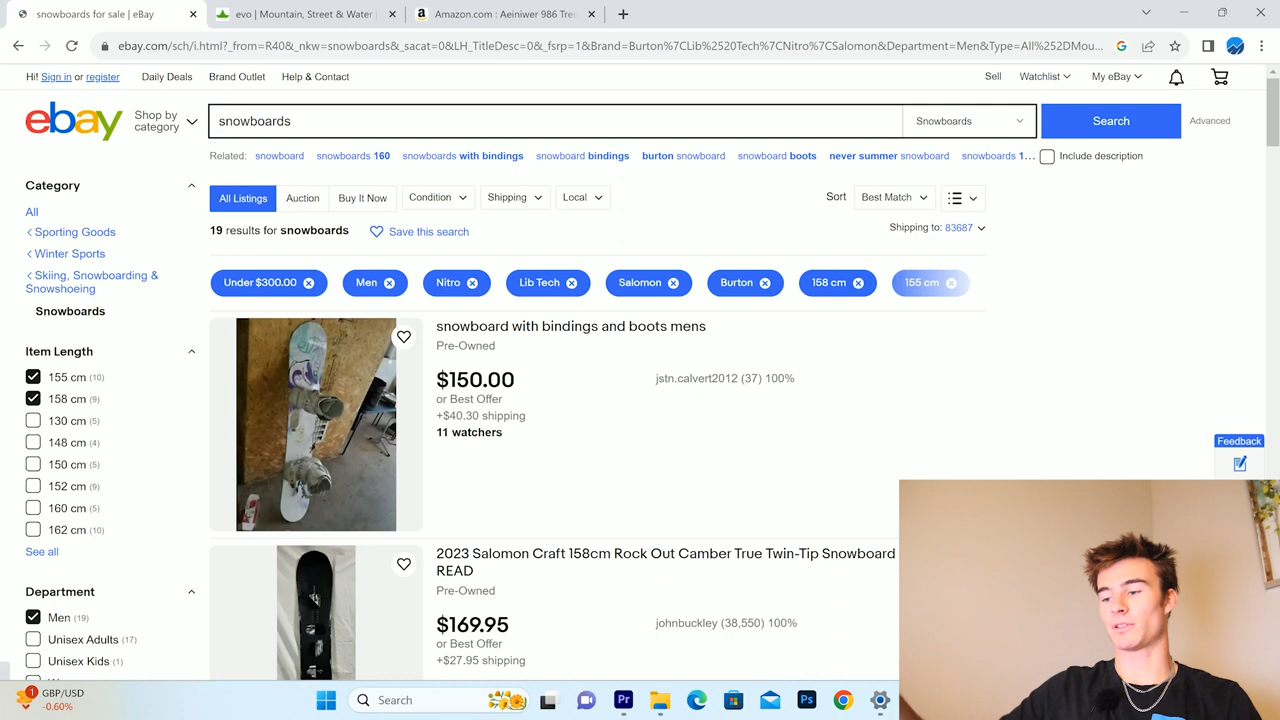 snowboards for sale | eBay
evo | Mountain, Street & Water
Amazon.com : Aeiniwer 986 Tre
ebay.com/sch/i.html?_from=R40&_nkw=snowboards&_sacat=0&LH_TitleDesc=0&_fsrp=1&Brand=Burton%7CLib%2520Tech%7CNitro%7CSalomon&Department=Men&Type=All%252DMou...
Hi! Sign in or register
Daily Deals
Brand Outlet
Help & Contact
Sell
Watchlist
My eBay
ebay
Shop by
category
snowboards
Snowboards
Search
Advanced
Related: snowboard snowboards 160 snowboards with bindings snowboard bindings burton snowboard snowboard boots never summer snowboard snowboards 1...
Include description
Category
All
Sporting Goods
Winter Sports
Skiing, Snowboarding &
Snowshoeing
Snowboards
Item Length
155 cm (10)
158 cm (9)
130 cm (5)
148 cm (4)
150 cm (5)
152 cm (9)
160 cm (5)
162 cm (10)
See all
Department
Men (19)
Unisex Adults (17)
Unisex Kids (1)
All Listings
Auction
Buy It Now
Condition
Shipping
Local
Sort
Best Match
19 results for snowboards
Save this search
Shipping to: 83687
Under $300.00
Men
Nitro
Lib Tech
Salomon
Burton
158 cm
155 cm
snowboard with bindings and boots mens
Pre-Owned
$150.00
or Best Offer
+$40.30 shipping
11 watchers
jstn.calvert2012 (37) 100%
2023 Salomon Craft 158cm Rock Out Camber True Twin-Tip Snowboard
READ
Pre-Owned
$169.95
or Best Offer
+$27.95 shipping
johnbuckley (38,550) 100%
Feedback
1
GBP/USD
-0.60%
Search
Pr
Ps